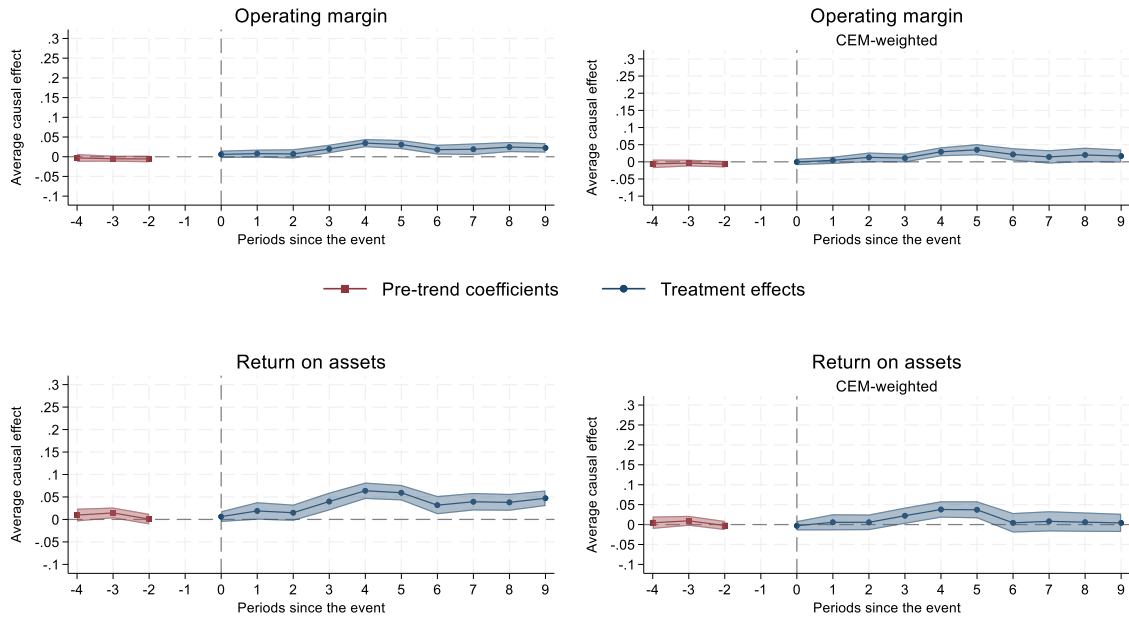 Operating margin
Average causal effect
.3
.25
.2
.15
.1
.05
0
-.05
-.1
-4 -3 -2 -1 0 1 2 3 4 5 6 7 8 9
Periods since the event
Operating margin
CEM-weighted
Average causal effect
.3
.25
.2
.15
.1
.05
0
-.05
-.1
-4 -3 -2 -1 0 1 2 3 4 5 6 7 8 9
Periods since the event
Pre-trend coefficients Treatment effects
Return on assets
Average causal effect
.3
.25
.2
.15
.1
.05
0
-.05
-.1
-4 -3 -2 -1 0 1 2 3 4 5 6 7 8 9
Periods since the event
Return on assets
CEM-weighted
Average causal effect
.3
.25
.2
.15
.1
.05
0
-.05
-.1
-4 -3 -2 -1 0 1 2 3 4 5 6 7 8 9
Periods since the event